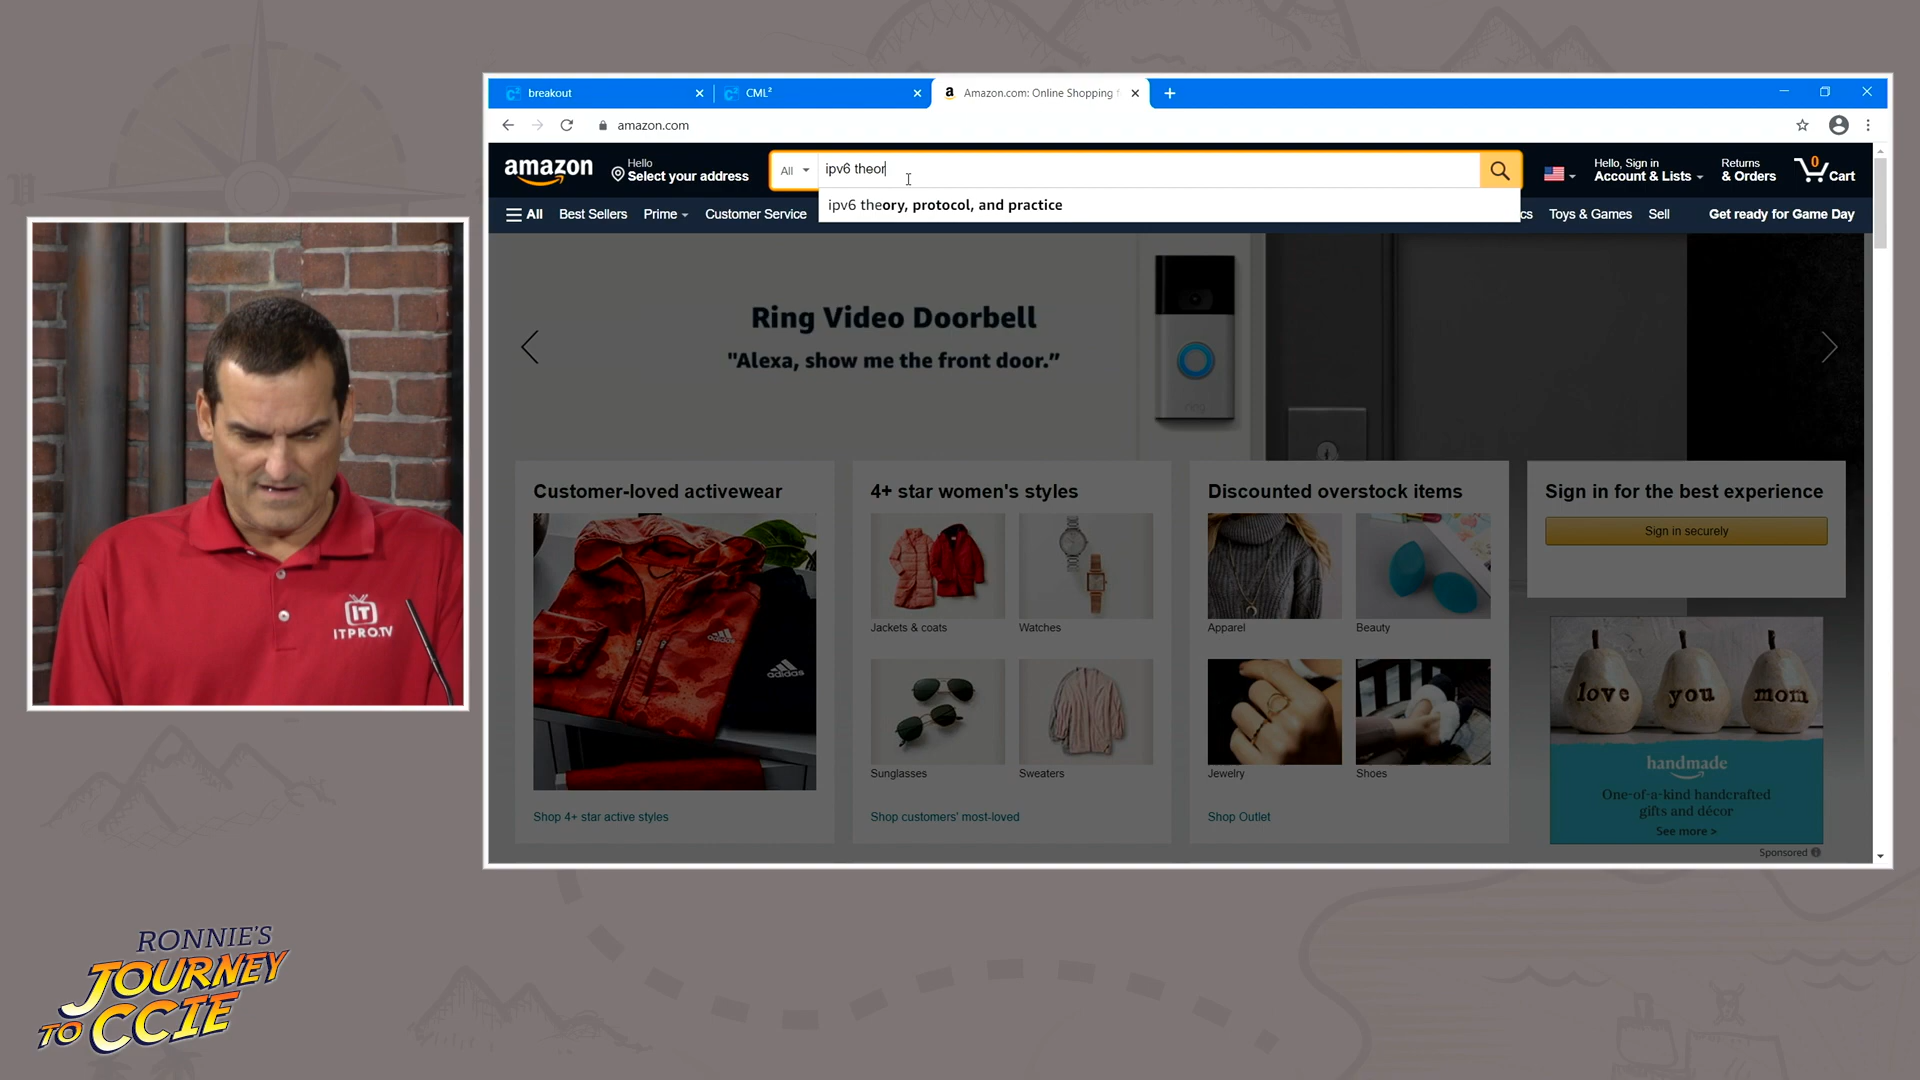 breakout
CML²
Amazon.com: Online Shopping f
amazon.com
amazon
Hello
Select your address
All
ipv6 theor
Hello, Sign in
Account & Lists
Returns
& Orders
0
Cart
All
Best Sellers
Prime
Customer Service
ipv6 theory, protocol, and practice
cs
Toys & Games
Sell
Get ready for Game Day
Ring Video Doorbell
"Alexa, show me the front door.”
ring
Customer-loved activewear
adidas
adidas
Shop 4+ star active styles
4+ star women's styles
Jackets & coats
Watches
Sunglasses
Sweaters
Shop customers' most-loved
Discounted overstock items
Apparel
Beauty
Jewelry
Shoes
Shop Outlet
Sign in for the best experience
Sign in securely
love you mom
handmade
One-of-a-kind handcrafted
gifts and décor
See more >
Sponsored
IT
ITPRO.TV
RONNIE'S
JOURNEY
TO CCIE